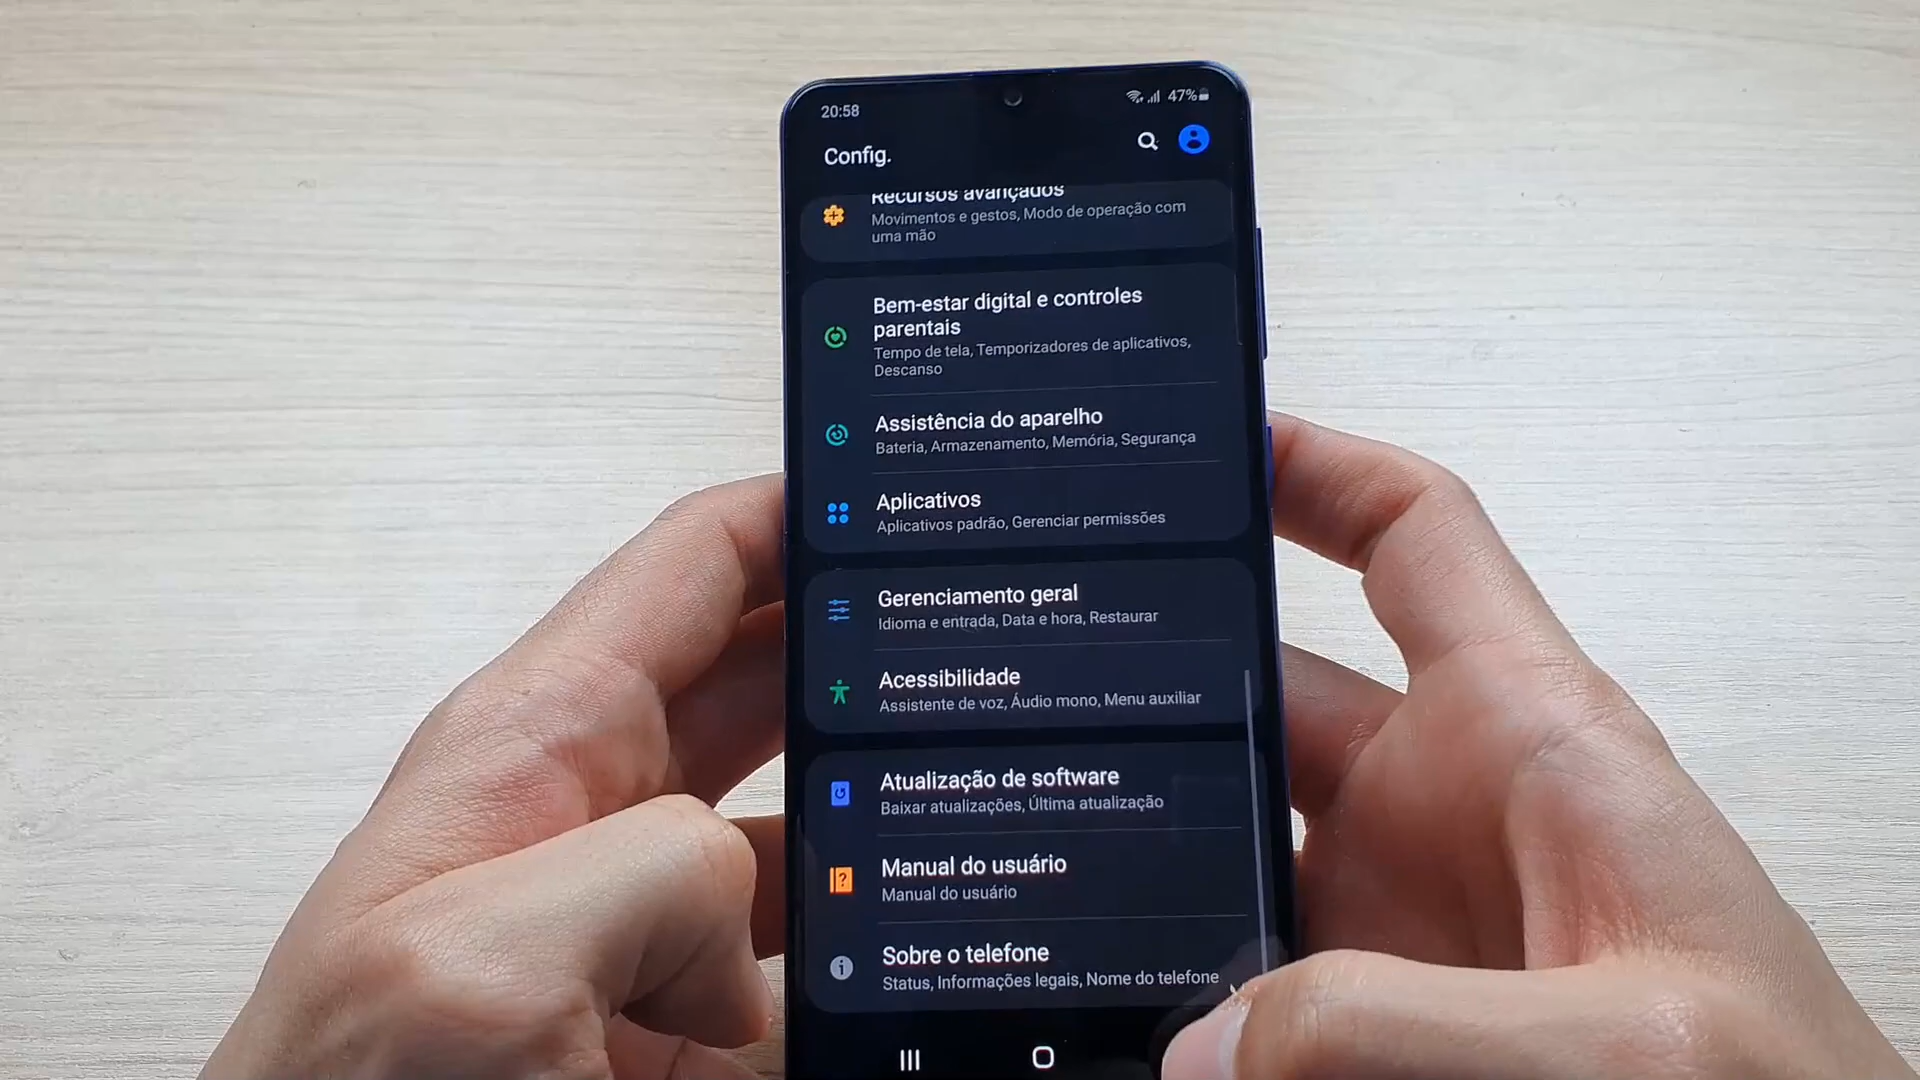 20:58
47%
Config.
Recursos avançados
Movimentos e gestos, Modo de operação com
uma mão
Bem-estar digital e controles
parentais
Tempo de tela, Temporizadores de aplicativos,
Descanso
Assistência do aparelho
Bateria, Armazenamento, Memória, Segurança
Aplicativos
Aplicativos padrão, Gerenciar permissões
Gerenciamento geral
Idioma e entrada, Data e hora, Restaurar
Acessibilidade
Assistente de voz, Áudio mono, Menu auxiliar
Atualização de software
Baixar atualizações, Última atualização
Manual do usuário
Manual do usuário
Sobre o telefone
Status, Informações legais, Nome do telefone